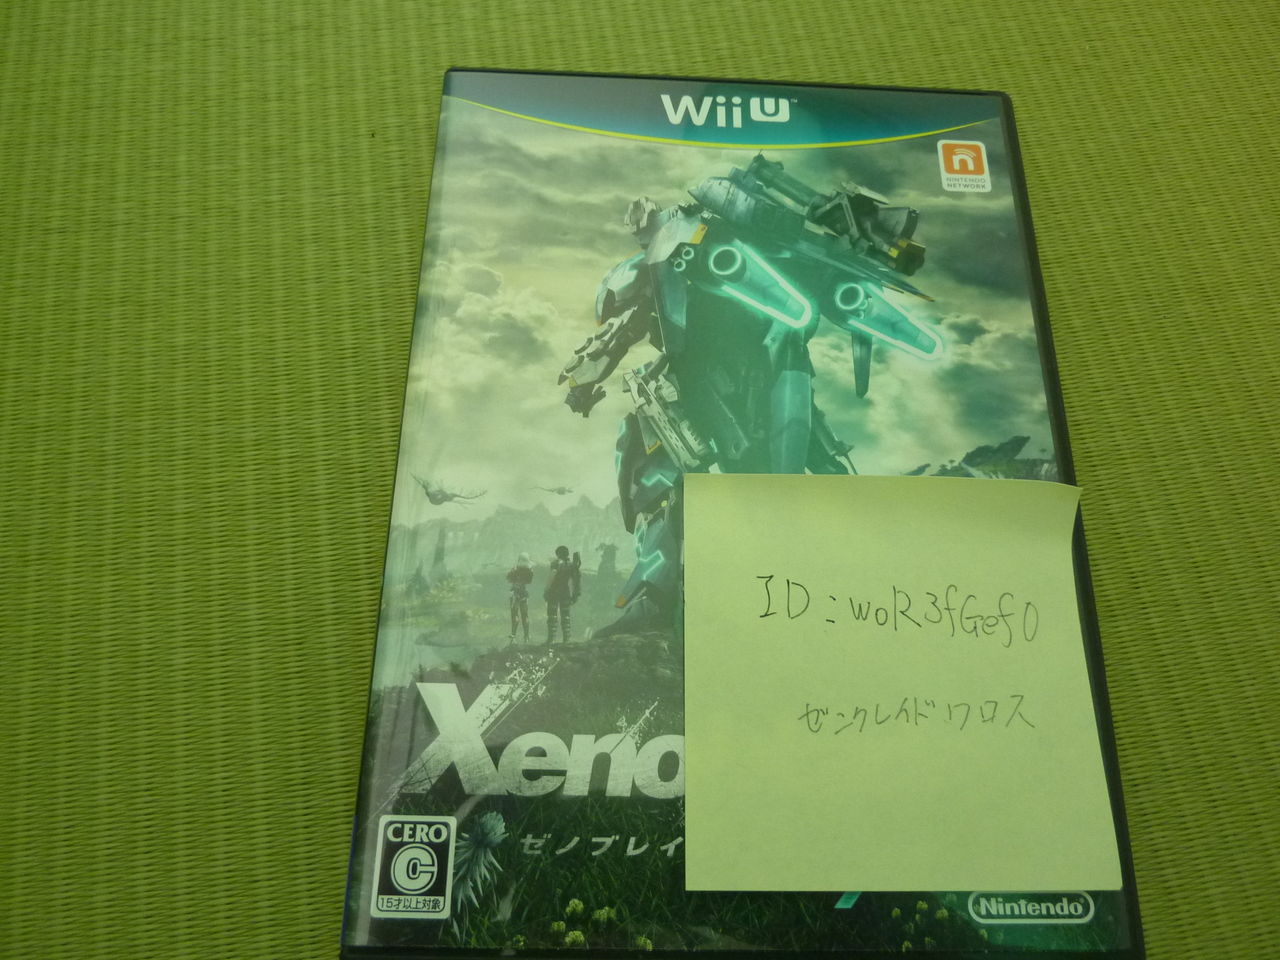 Wii U™
NINTENDO
NETWORK
ID:woR3fGef0
ゼンクレイドワロス
Xeno
ゼノブレイ
CERO
C
15才以上対象
Nintendo